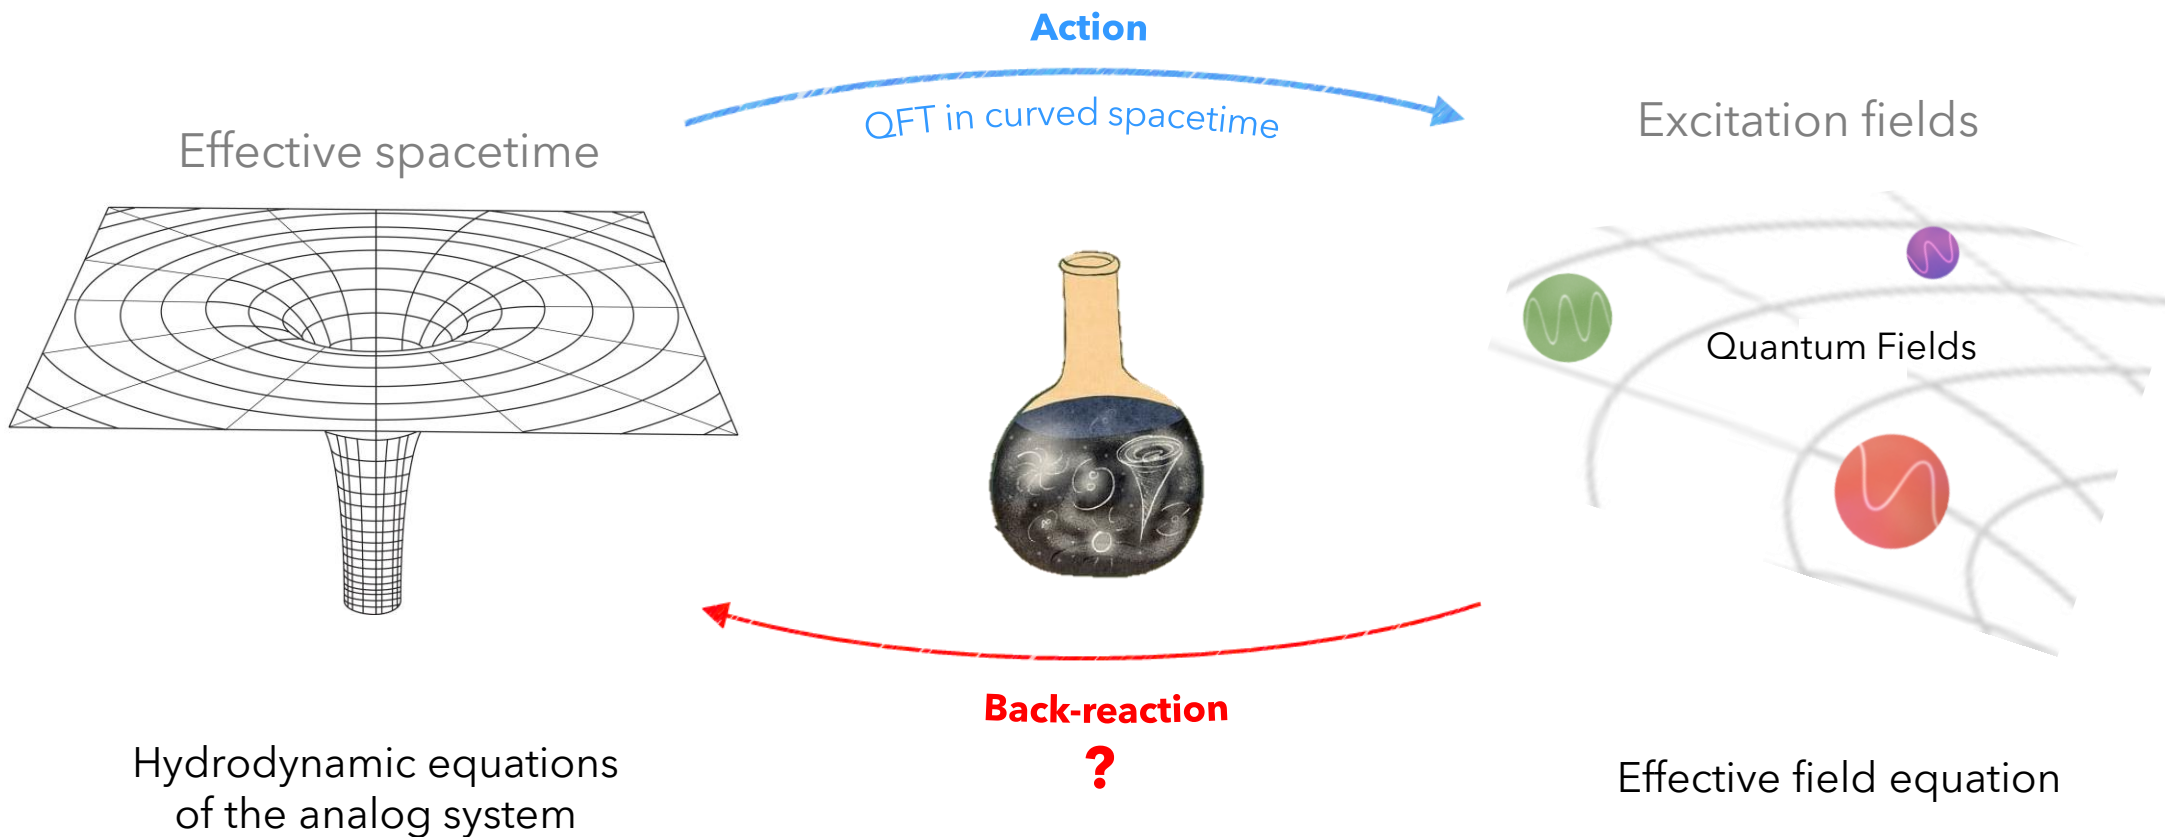 Action
QFT in curved spacetime
Effective spacetime
Excitation fields
Quantum Fields
Back-reaction
?
Hydrodynamic equations
of the analog system
Effective field equation